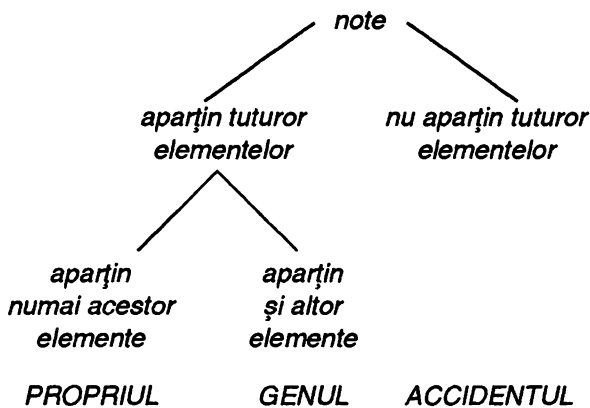 note
aparţin tuturor
elementelor
nu aparţin tuturor
elementelor
aparţin
numai acestor
elemente
aparţin
şi altor
elemente
PROPRIUL
GENUL
ACCIDENTUL